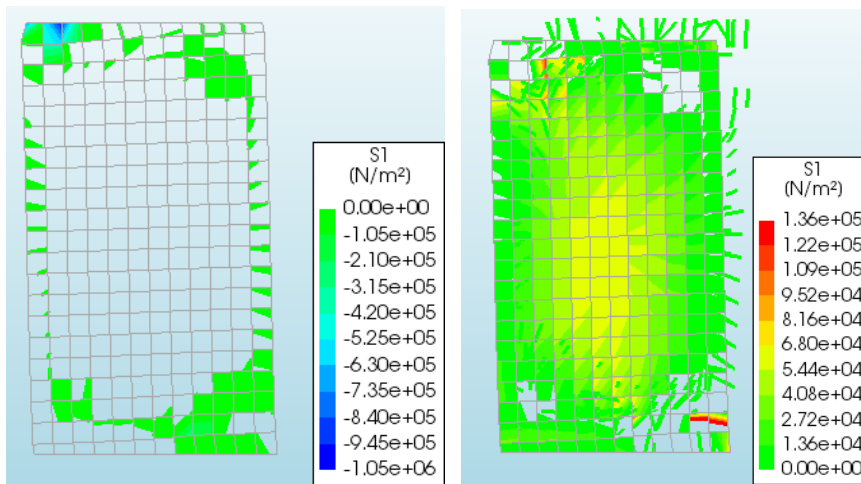 S1
(N/m²)
0.00e+00
-1.05e+05
-2.10e+05
-3.15e+05
-4.20e+05
-5.25e+05
-6.30e+05
-7.35e+05
-8.40e+05
-9.45e+05
-1.05e+06
S1
(N/m²)
1.36e+05
1.22e+05
1.09e+05
9.52e+04
8.16e+04
6.80e+04
5.44e+04
4.08e+04
2.72e+04
1.36e+04
0.00e+00